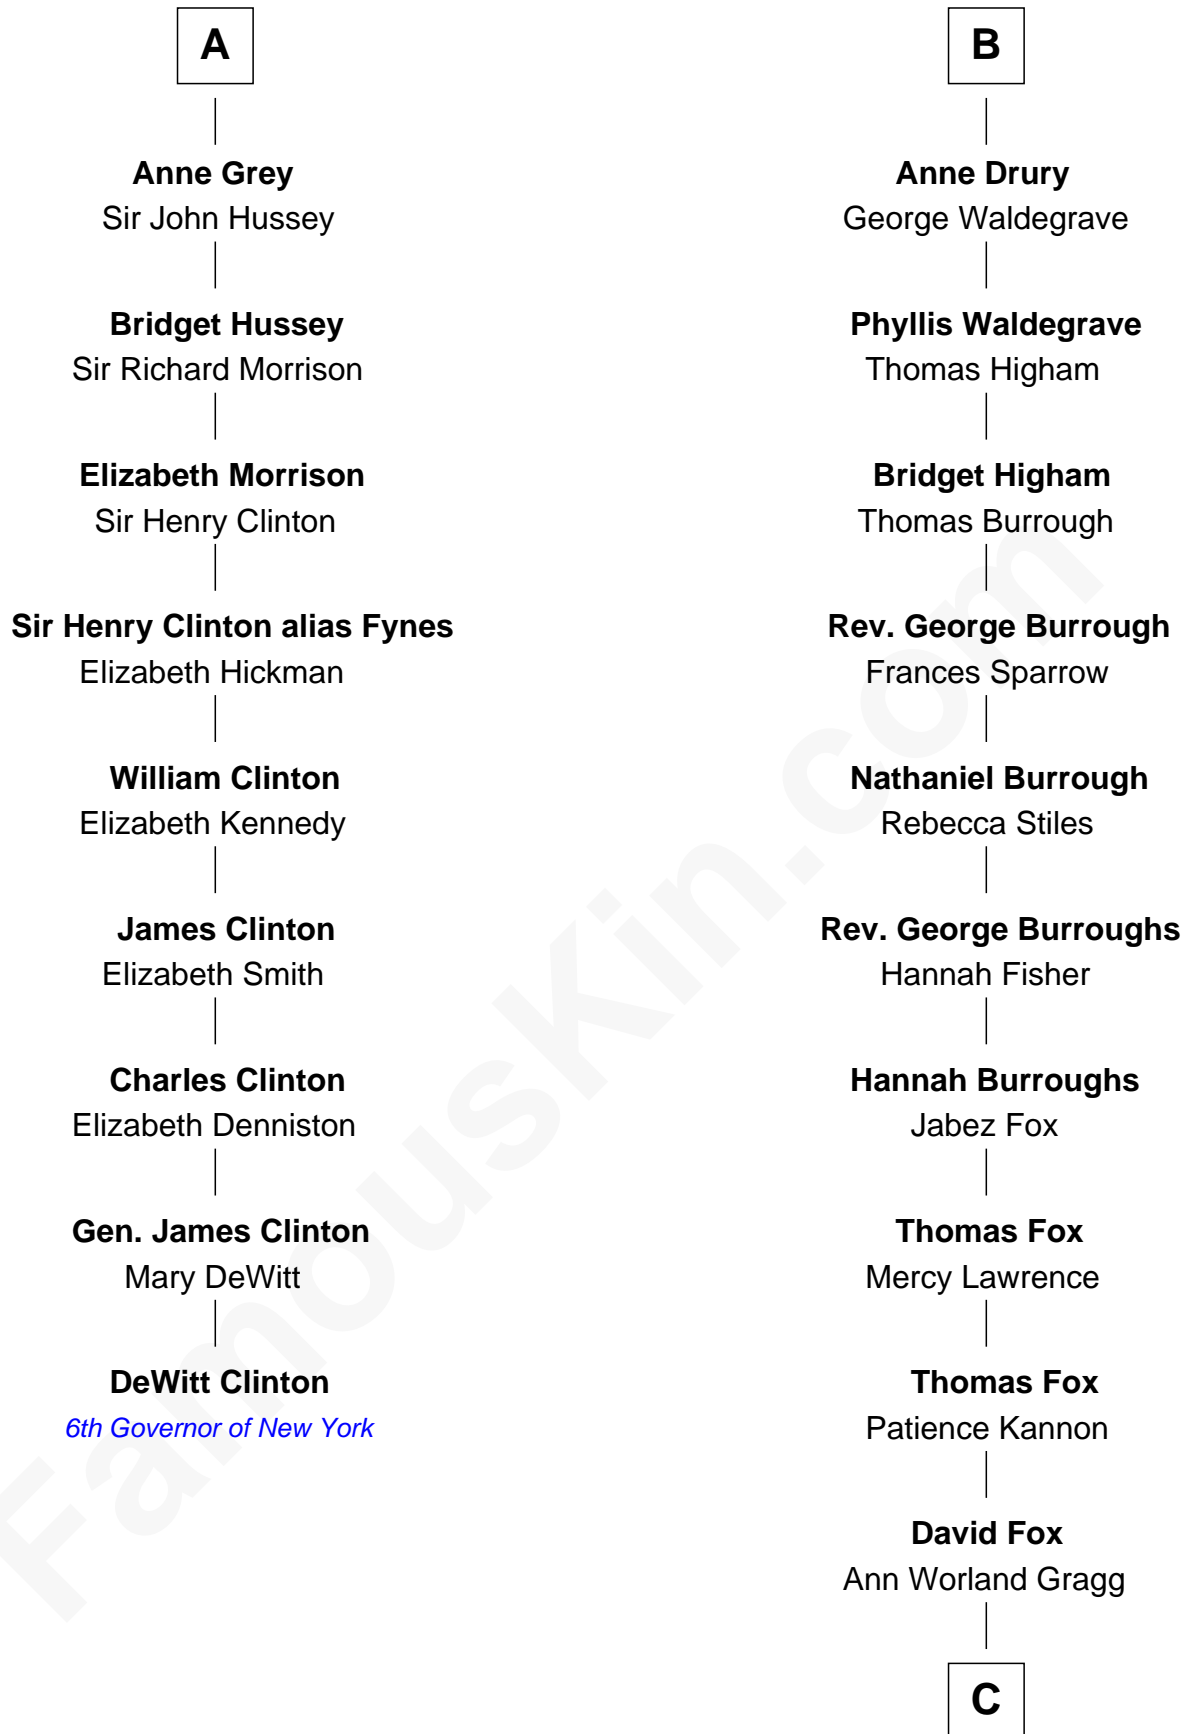 A
Anne Grey
Sir John Hussey
Bridget Hussey
Sir Richard Morrison
Elizabeth Morrison
Sir Henry Clinton
Sir Henry Clinton alias Fynes
Elizabeth Hickman
William Clinton
Elizabeth Kennedy
James Clinton
Elizabeth Smith
Charles Clinton
Elizabeth Denniston
Gen. James Clinton
Mary DeWitt
DeWitt Clinton
6th Governor of New York
B
Anne Drury
George Waldegrave
Phyllis Waldegrave
Thomas Higham
Bridget Higham
Thomas Burrough
Rev. George Burrough
Frances Sparrow
Nathaniel Burrough
Rebecca Stiles
Rev. George Burroughs
Hannah Fisher
Hannah Burroughs
Jabez Fox
Thomas Fox
Mercy Lawrence
Thomas Fox
Patience Kannon
David Fox
Ann Worland Gragg
C
FamousKin.com